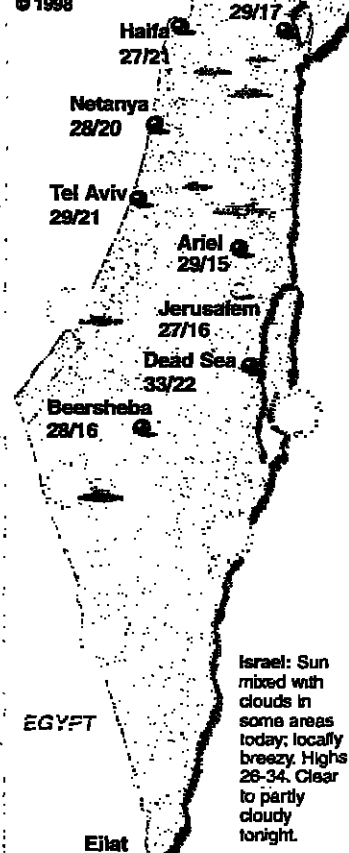 © 1998
29/17
Haifa
27/21
Netanya
28/20
Tel Aviv
29/21
Ariel
29/15
Jerusalem
27/16
Dead Sea
33/22
Beersheba
28/16
EGYPT
Israel: Sun
mixed with
clouds in
some areas
today; locally
breezy. Highs
26-34. Clear
to partly
cloudy
tonight.
Eilat